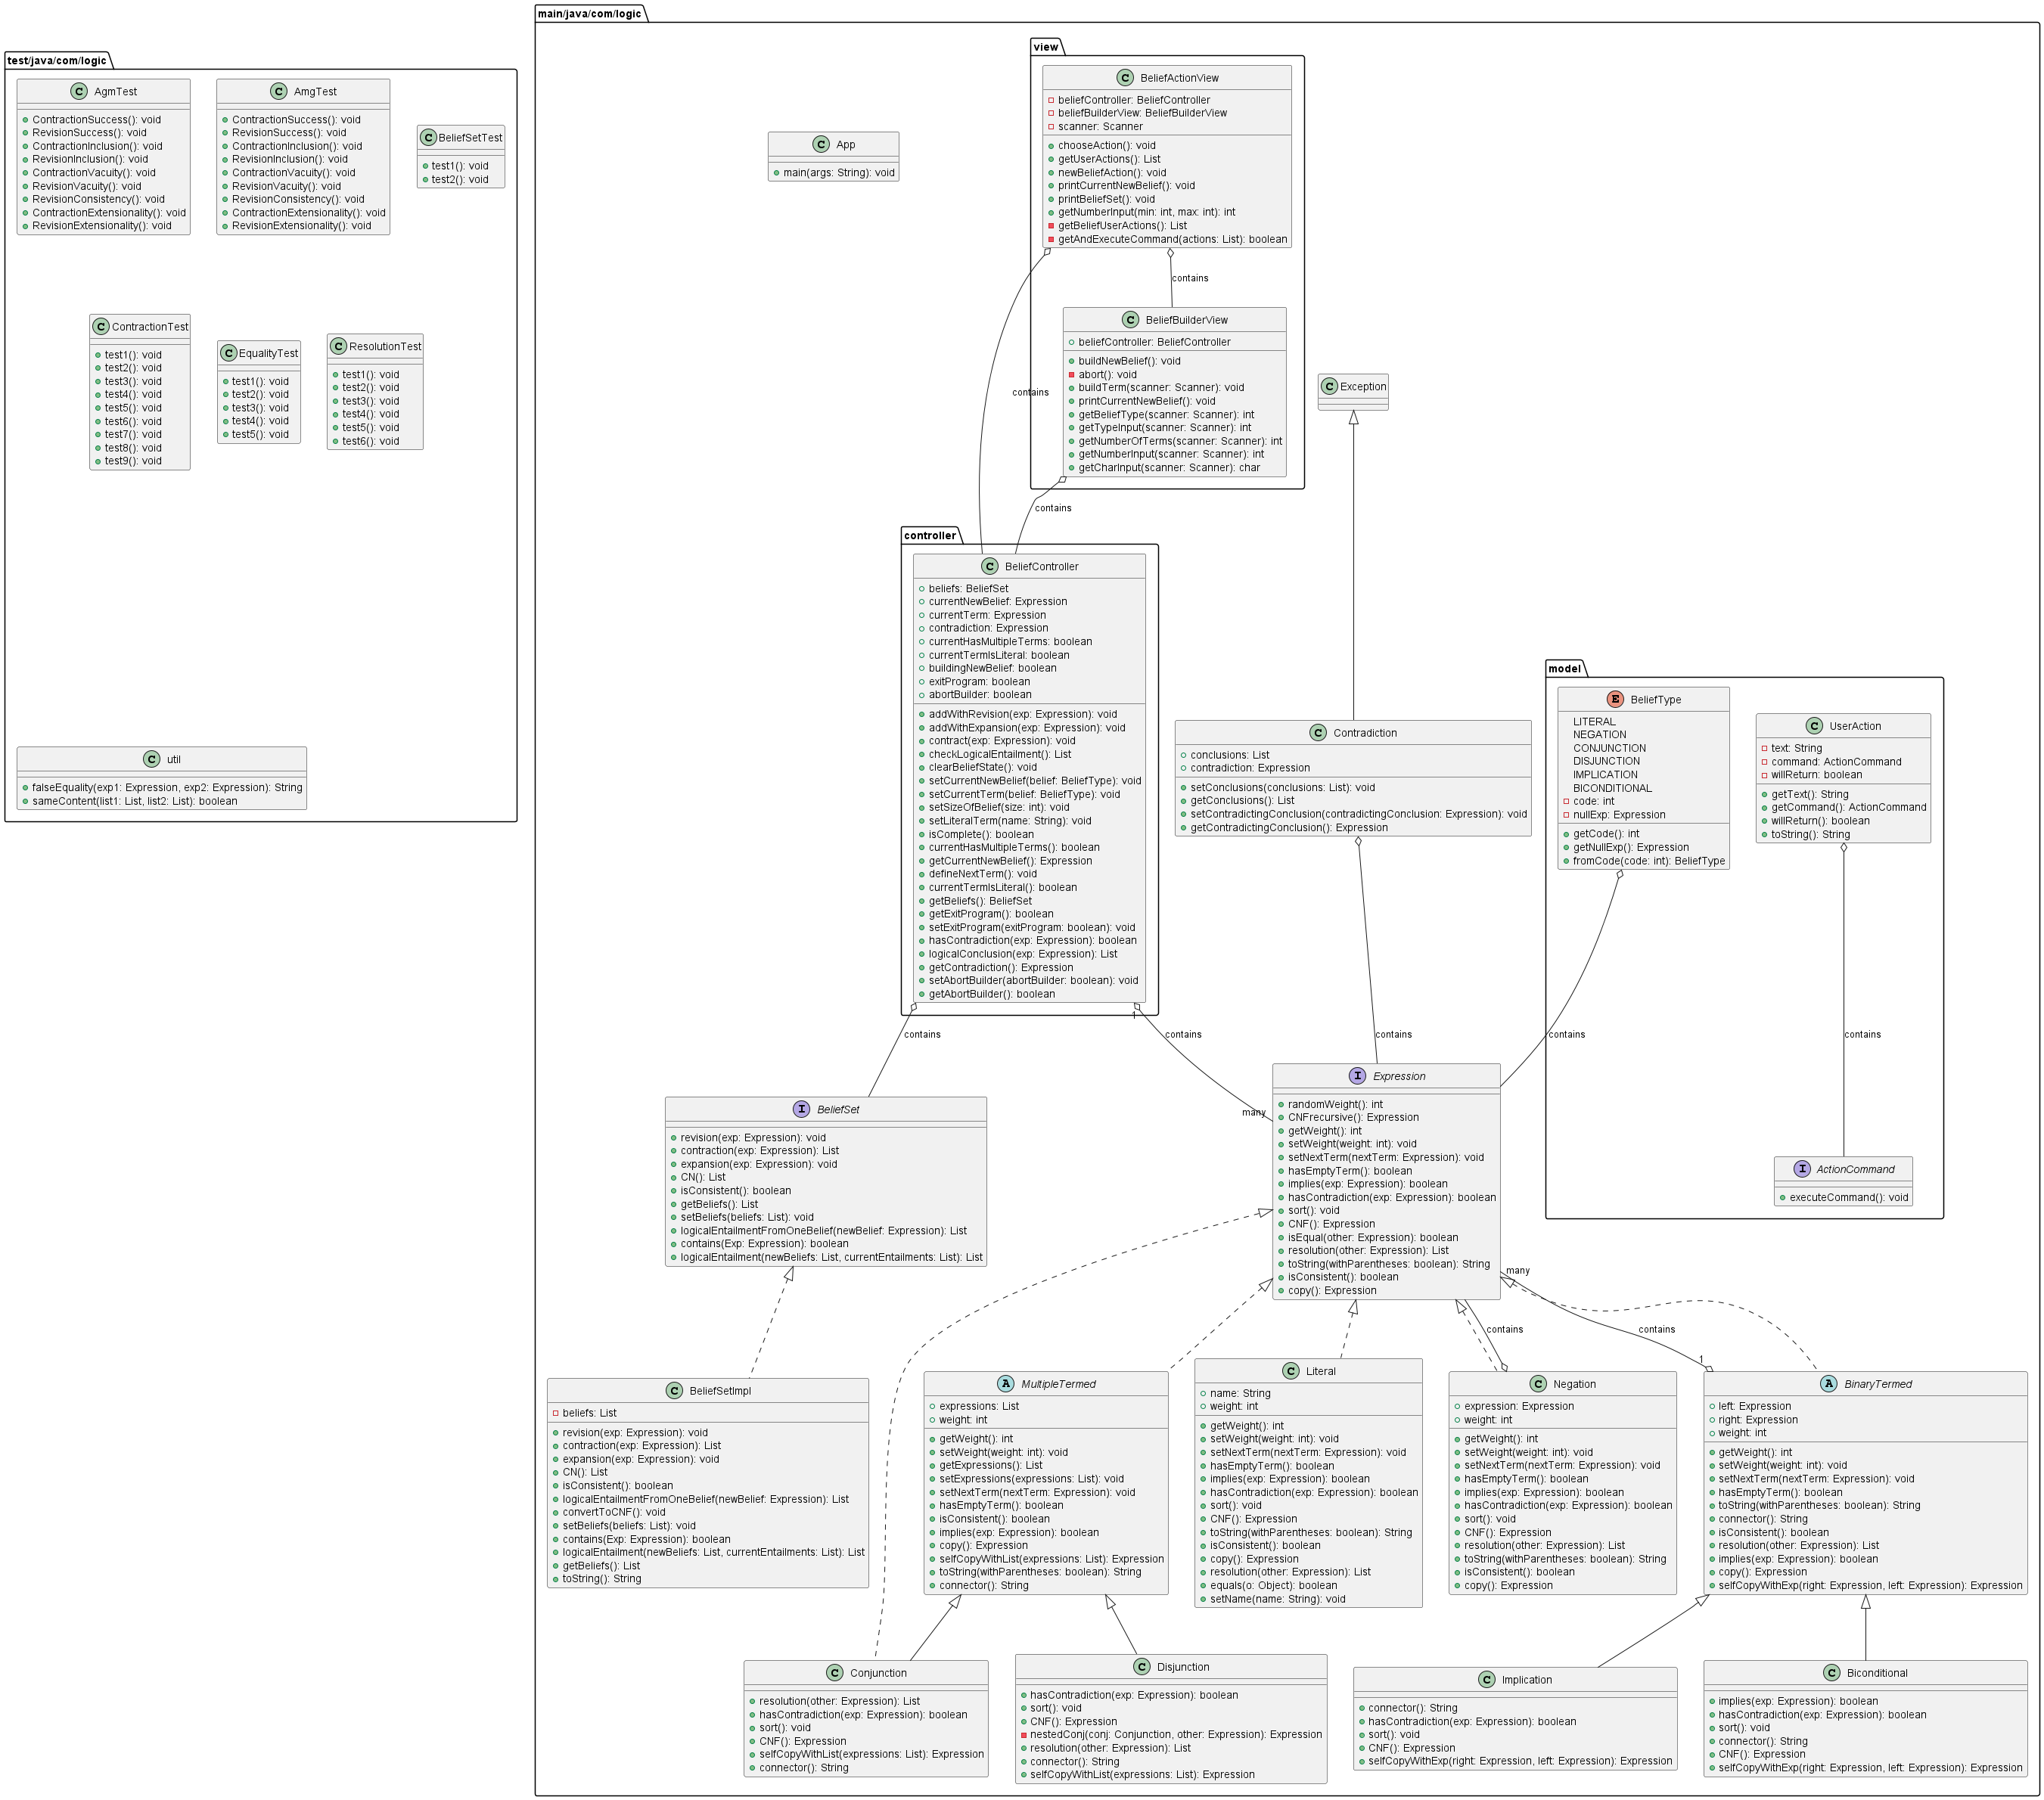 test/java/com/logic
C AgmTest
ContractionSuccess(): void
RevisionSuccess(): void
ContractionInclusion(): void
RevisionInclusion(): void
ContractionVacuity(): void
RevisionVacuity(): void
RevisionConsistency(): void
ContractionExtensionality(): void
RevisionExtensionality(): void
C AmgTest
ContractionSuccess(): void
RevisionSuccess(): void
ContractionInclusion(): void
RevisionInclusion(): void
ContractionVacuity(): void
RevisionVacuity(): void
RevisionConsistency(): void
ContractionExtensionality(): void
RevisionExtensionality(): void
C BeliefSetTest
test1(): void
test2(): void
C ContractionTest
test1(): void
test2(): void
test3(): void
test4(): void
test5(): void
test6(): void
test7(): void
test8(): void
test9(): void
C EqualityTest
test1(): void
test2(): void
test3(): void
test4(): void
test5(): void
C ResolutionTest
test1(): void
test2(): void
test3(): void
test4(): void
test5(): void
test6(): void
C util
falseEquality(exp1: Expression, exp2: Expression): String
sameContent(list1: List, list2: List): boolean
main/java/com/logic
C App
main(args: String): void
view
C BeliefActionView
beliefController: BeliefController
beliefBuilderView: BeliefBuilderView
scanner: Scanner
chooseAction(): void
getUserActions(): List
newBeliefAction(): void
printCurrentNewBelief(): void
printBeliefSet(): void
getNumberInput(min: int, max: int): int
getBeliefUserActions(): List
getAndExecuteCommand(actions: List): boolean
contains
C BeliefBuilderView
beliefController: BeliefController
buildNewBelief(): void
abort(): void
buildTerm(scanner: Scanner): void
printCurrentNewBelief(): void
getBeliefType(scanner: Scanner): int
getTypeInput(scanner: Scanner): int
getNumberOfTerms(scanner: Scanner): int
getNumberInput(scanner: Scanner): int
getCharInput(scanner: Scanner): char
contains
contains
C Exception
controller
C BeliefController
beliefs: BeliefSet
currentNewBelief: Expression
currentTerm: Expression
contradiction: Expression
currentHasMultipleTerms: boolean
currentTermIsLiteral: boolean
buildingNewBelief: boolean
exitProgram: boolean
abortBuilder: boolean
addWithRevision(exp: Expression): void
addWithExpansion(exp: Expression): void
contract(exp: Expression): void
checkLogicalEntailment(): List
clearBeliefState(): void
setCurrentNewBelief(belief: BeliefType): void
setCurrentTerm(belief: BeliefType): void
setSizeOfBelief(size: int): void
setLiteralTerm(name: String): void
isComplete(): boolean
currentHasMultipleTerms(): boolean
getCurrentNewBelief(): Expression
defineNextTerm(): void
currentTermIsLiteral(): boolean
getBeliefs(): BeliefSet
getExitProgram(): boolean
setExitProgram(exitProgram: boolean): void
hasContradiction(exp: Expression): boolean
logicalConclusion(exp: Expression): List
getContradiction(): Expression
setAbortBuilder(abortBuilder: boolean): void
getAbortBuilder(): boolean
C Contradiction
conclusions: List
contradiction: Expression
setConclusions(conclusions: List): void
getConclusions(): List
setContradictingConclusion(contradictingConclusion: Expression): void
getContradictingConclusion(): Expression
model
E BeliefType
LITERAL
NEGATION
CONJUNCTION
DISJUNCTION
IMPLICATION
BICONDITIONAL
code: int
nullExp: Expression
getCode(): int
getNullExp(): Expression
fromCode(code: int): BeliefType
C UserAction
text: String
command: ActionCommand
willReturn: boolean
getText(): String
getCommand(): ActionCommand
willReturn(): boolean
toString(): String
1
contains
contains
contains
contains
contains
many
I ActionCommand
executeCommand(): void
I BeliefSet
revision(exp: Expression): void
contraction(exp: Expression): List
expansion(exp: Expression): void
CN(): List
isConsistent(): boolean
getBeliefs(): List
setBeliefs(beliefs: List): void
logicalEntailmentFromOneBelief(newBelief: Expression): List
contains(Exp: Expression): boolean
logicalEntailment(newBeliefs: List, currentEntailments: List): List
I Expression
randomWeight(): int
CNFrecursive(): Expression
getWeight(): int
setWeight(weight: int): void
setNextTerm(nextTerm: Expression): void
hasEmptyTerm(): boolean
implies(exp: Expression): boolean
hasContradiction(exp: Expression): boolean
sort(): void
CNF(): Expression
isEqual(other: Expression): boolean
resolution(other: Expression): List
toString(withParentheses: boolean): String
isConsistent(): boolean
copy(): Expression
many
contains
contains
1
C BeliefSetImpl
beliefs: List
revision(exp: Expression): void
contraction(exp: Expression): List
expansion(exp: Expression): void
CN(): List
isConsistent(): boolean
logicalEntailmentFromOneBelief(newBelief: Expression): List
convertToCNF(): void
setBeliefs(beliefs: List): void
contains(Exp: Expression): boolean
logicalEntailment(newBeliefs: List, currentEntailments: List): List
getBeliefs(): List
toString(): String
A MultipleTermed
expressions: List
weight: int
getWeight(): int
setWeight(weight: int): void
getExpressions(): List
setExpressions(expressions: List): void
setNextTerm(nextTerm: Expression): void
hasEmptyTerm(): boolean
isConsistent(): boolean
implies(exp: Expression): boolean
copy(): Expression
selfCopyWithList(expressions: List): Expression
toString(withParentheses: boolean): String
connector(): String
C Literal
name: String
weight: int
getWeight(): int
setWeight(weight: int): void
setNextTerm(nextTerm: Expression): void
hasEmptyTerm(): boolean
implies(exp: Expression): boolean
hasContradiction(exp: Expression): boolean
sort(): void
CNF(): Expression
toString(withParentheses: boolean): String
isConsistent(): boolean
copy(): Expression
resolution(other: Expression): List
equals(o: Object): boolean
setName(name: String): void
C Negation
expression: Expression
weight: int
getWeight(): int
setWeight(weight: int): void
setNextTerm(nextTerm: Expression): void
hasEmptyTerm(): boolean
implies(exp: Expression): boolean
hasContradiction(exp: Expression): boolean
sort(): void
CNF(): Expression
resolution(other: Expression): List
toString(withParentheses: boolean): String
isConsistent(): boolean
copy(): Expression
A BinaryTermed
left: Expression
right: Expression
weight: int
getWeight(): int
setWeight(weight: int): void
setNextTerm(nextTerm: Expression): void
hasEmptyTerm(): boolean
toString(withParentheses: boolean): String
connector(): String
isConsistent(): boolean
resolution(other: Expression): List
implies(exp: Expression): boolean
copy(): Expression
selfCopyWithExp(right: Expression, left: Expression): Expression
C Conjunction
resolution(other: Expression): List
hasContradiction(exp: Expression): boolean
sort(): void
CNF(): Expression
selfCopyWithList(expressions: List): Expression
connector(): String
C Disjunction
hasContradiction(exp: Expression): boolean
sort(): void
CNF(): Expression
nestedConj(conj: Conjunction, other: Expression): Expression
resolution(other: Expression): List
connector(): String
selfCopyWithList(expressions: List): Expression
C Implication
connector(): String
hasContradiction(exp: Expression): boolean
sort(): void
CNF(): Expression
selfCopyWithExp(right: Expression, left: Expression): Expression
C Biconditional
implies(exp: Expression): boolean
hasContradiction(exp: Expression): boolean
sort(): void
connector(): String
CNF(): Expression
selfCopyWithExp(right: Expression, left: Expression): Expression